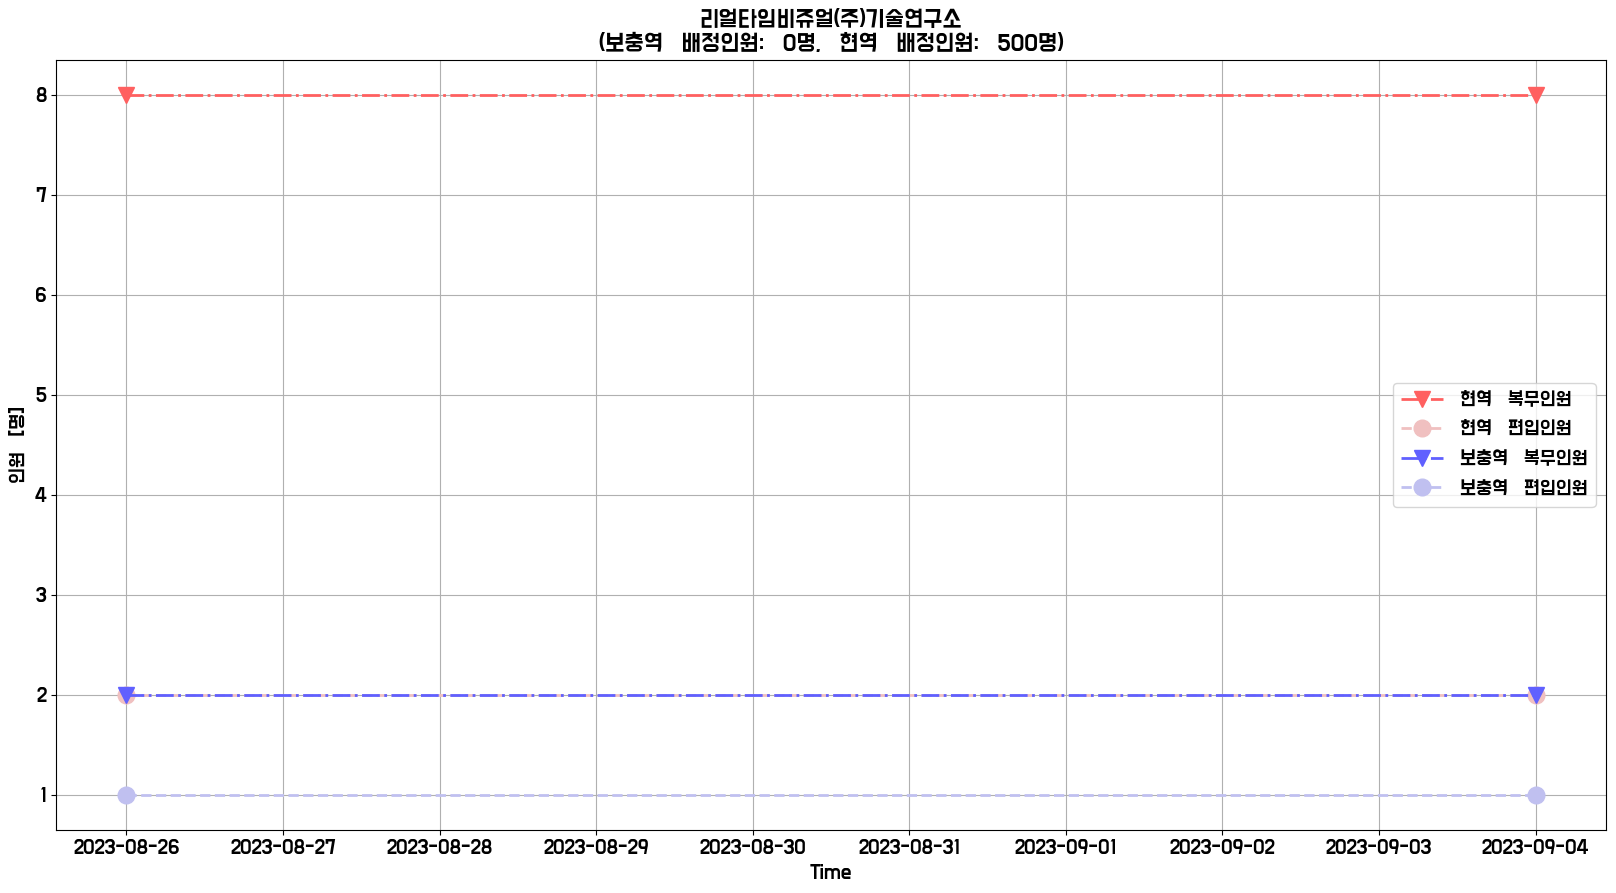 리얼타임비쥬얼(주)기술연구소
(보충역 배정인원: 0명, 현역 배정인원: 500명)
인원 [명]
8
7
6
5
4
3
2
1
현역 복무인원
현역 편입인원
보충역 복무인원
보충역 편입인원
2023-08-26 2023-08-27 2023-08-28 2023-08-29 2023-08-30 2023-08-31 2023-09-01 2023-09-02 2023-09-03 2023-09-04
Time